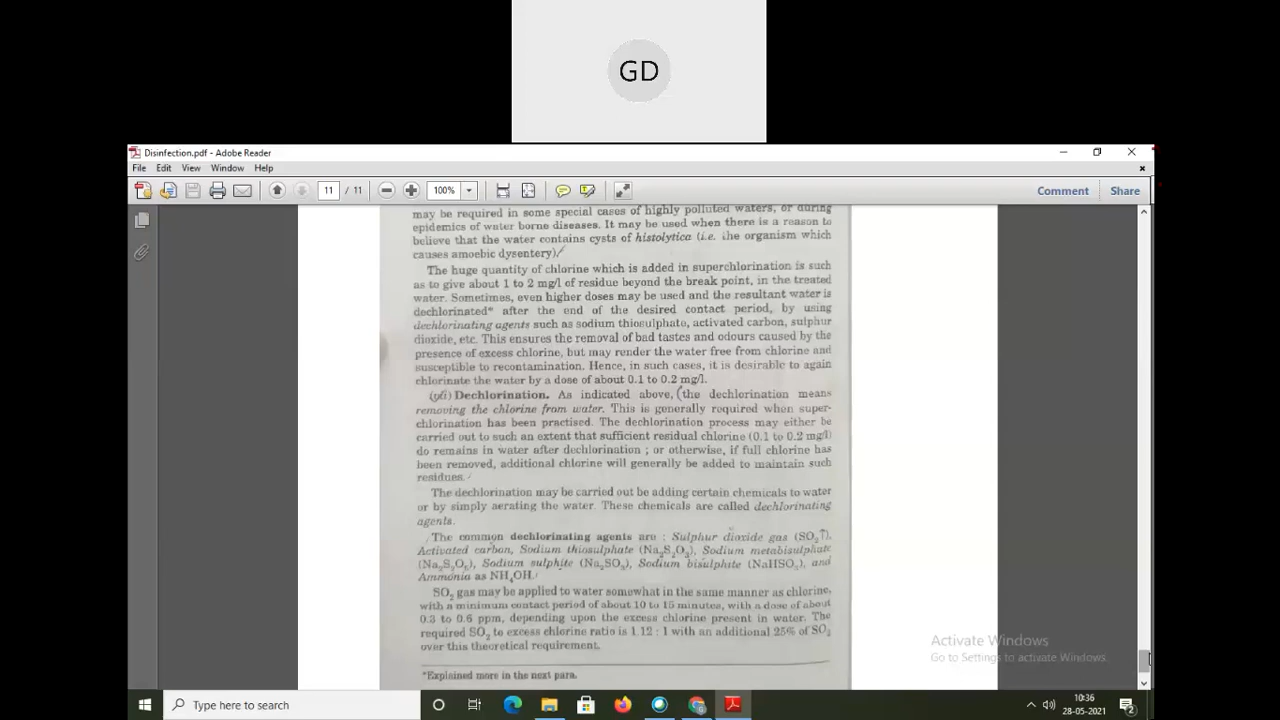 GD
Disinfection.pdf - Adobe Reader
File Edit View Window Help
11 / 11 100% Comment Share
may be required in some special cases of highly polluted waters, or during
epidemics of water borne diseases. It may be used when there is a reason to
believe that the water contains cysts of histolytica (i.e. the organism which
causes amoebic dysentery)
The huge quantity of chlorine which is added in superchlorination is such
as to give about 1 to 2 mg/l of residue beyond the break point, in the treated
water. Sometimes, even higher doses may be used and the resultant water is
dechlorinated* after the end of the desired contact period, by using
dechlorinating agents such as sodium thiosulphate, activated carbon, sulphur
dioxide, etc. This ensures the removal of bad tastes and odours caused by the
presence of excess chlorine, but may render the water free from chlorine and
susceptible to recontamination. Hence, in such cases, it is desirable to again
chlorinate the water by a dose of about 0.1 to 0.2 mg/l.
Dechlorination. As indicated above, (the dechlorination means
removing the chlorine from water. This is generally required when super-
chlorination has been practised. The dechlorination process may either be
carried out to such an extent that sufficient residual chlorine (0.1 to 0.2 mg/l)
do remains in water after dechlorination ; or otherwise, if full chlorine has
been removed, additional chlorine will generally be added to maintain such
residues.
The dechlorination may be carried out be adding certain chemicals to water
or by simply aerating the water. These chemicals are called dechlorinating
agents.
The common dechlorinating agents are : Sulphur dioxide gas (SO₂↑),
Activated carbon, Sodium thiosulphate (Na₂S₂O₃), Sodium metabisulphate
(Na₂S₂O₅), Sodium sulphite (Na₂SO₃), Sodium bisulphite (NaHSO₃), and
Ammonia as NH₄OH.
SO₂ gas may be applied to water somewhat in the same manner as chlorine,
with a minimum contact period of about 10 to 15 minutes, with a dose of about
0.3 to 0.6 ppm, depending upon the excess chlorine present in water. The
required SO₂ to excess chlorine ratio is 1.12 : 1 with an additional 25% of SO₂
over this theoretical requirement.
*Explained more in the next para.
Activate Windows
Go to Settings to activate Windows.
Type here to search
10:36
28-05-2021
2